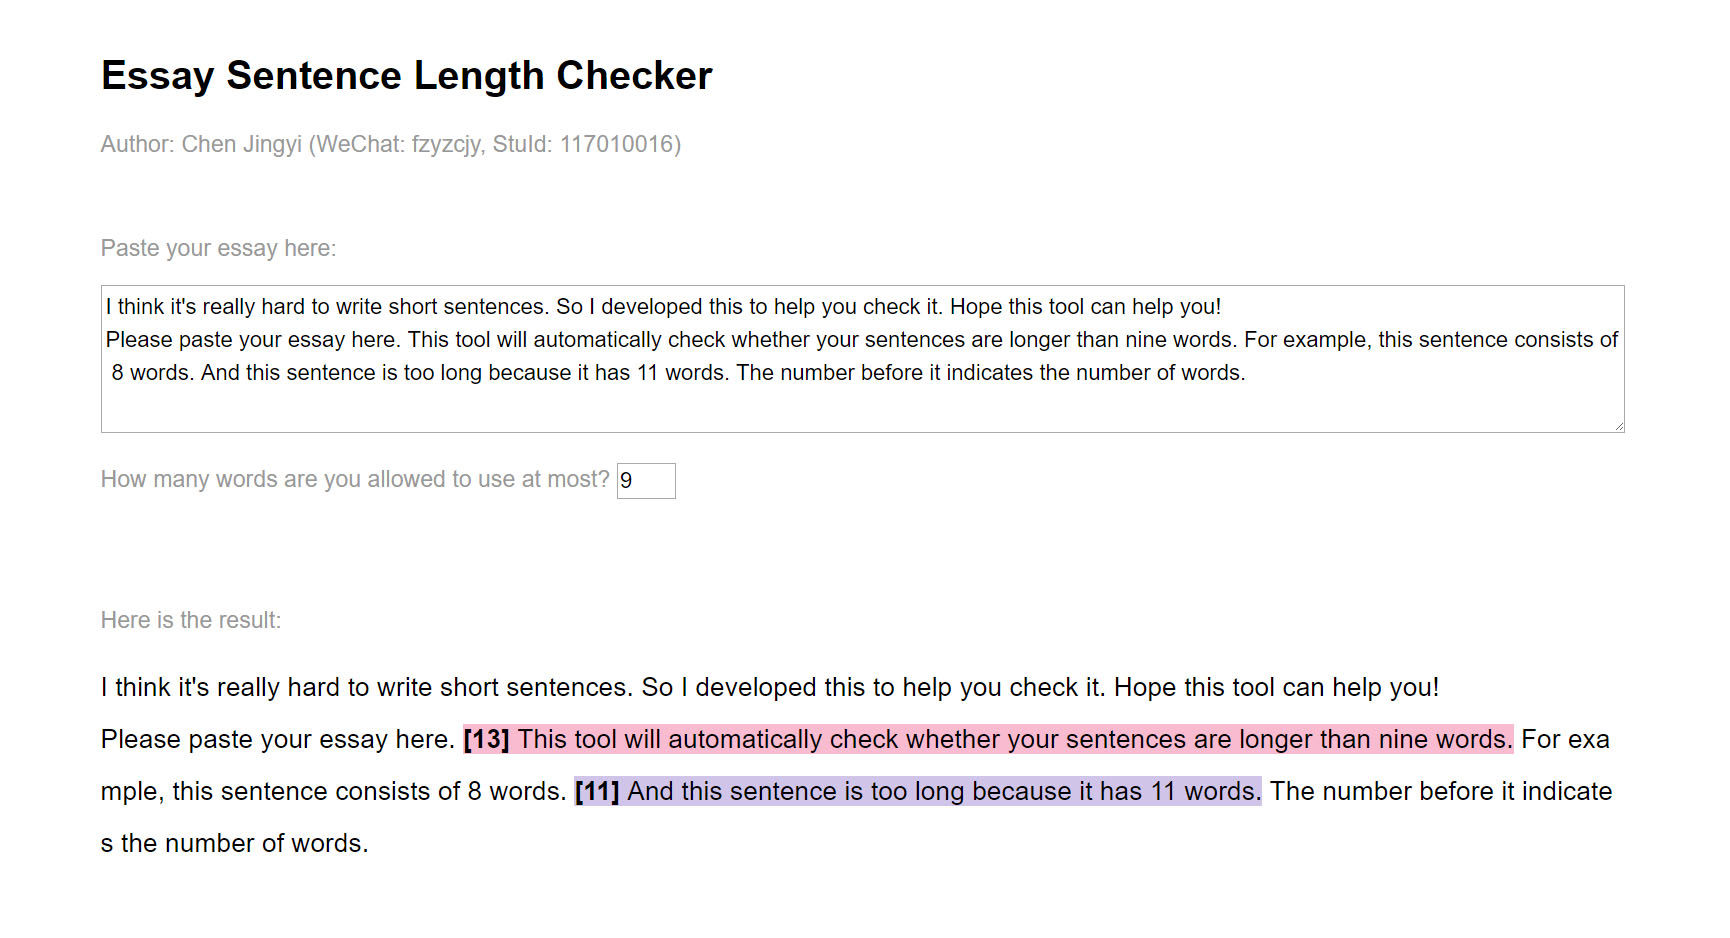 Essay Sentence Length Checker
Author: Chen Jingyi (WeChat: fzyzcjy, StuId: 117010016)
Paste your essay here:
I think it's really hard to write short sentences. So I developed this to help you check it. Hope this tool can help you!
Please paste your essay here. This tool will automatically check whether your sentences are longer than nine words. For example, this sentence consists of
8 words. And this sentence is too long because it has 11 words. The number before it indicates the number of words.
How many words are you allowed to use at most? 9
Here is the result:
I think it's really hard to write short sentences. So I developed this to help you check it. Hope this tool can help you!
Please paste your essay here. [13] This tool will automatically check whether your sentences are longer than nine words. For exa
mple, this sentence consists of 8 words. [11] And this sentence is too long because it has 11 words. The number before it indicate
s the number of words.